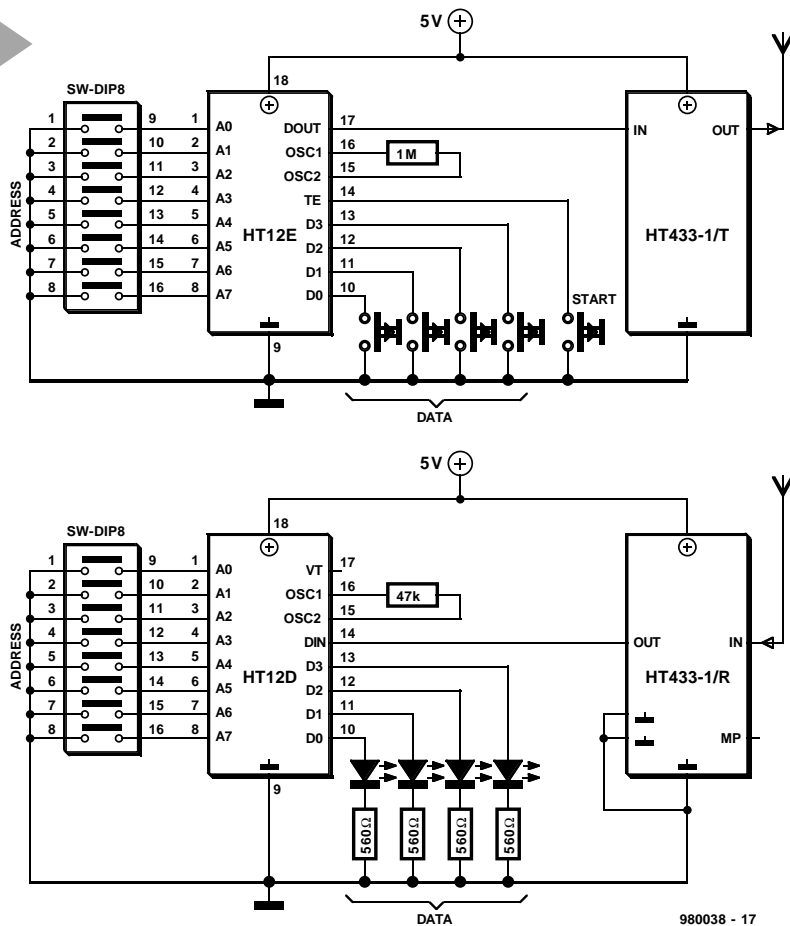 5V
SW-DIP8
18
1 9 1 A0 DOUT 17 IN OUT
2 10 2 A1 OSC1 16 1M
3 11 3 A2 OSC2 15
4 12 4 A3 TE 14
5 13 5 A4 HT12E D3 13 HT433-1/T
6 14 6 A5 D2 12
7 15 7 A6 D1 11
8 16 8 A7 D0 10
ADDRESS
START
9
DATA
5V
SW-DIP8
18
1 9 1 A0 VT 17
2 10 2 A1 OSC1 16 47k
3 11 3 A2 OSC2 15
4 12 4 A3 DIN 14 OUT IN
5 13 5 A4 HT12D D3 13 HT433-1/R
6 14 6 A5 D2 12
7 15 7 A6 D1 11
8 16 8 A7 D0 10 MP
ADDRESS
9
560Ω 560Ω 560Ω 560Ω
DATA
980038 - 17